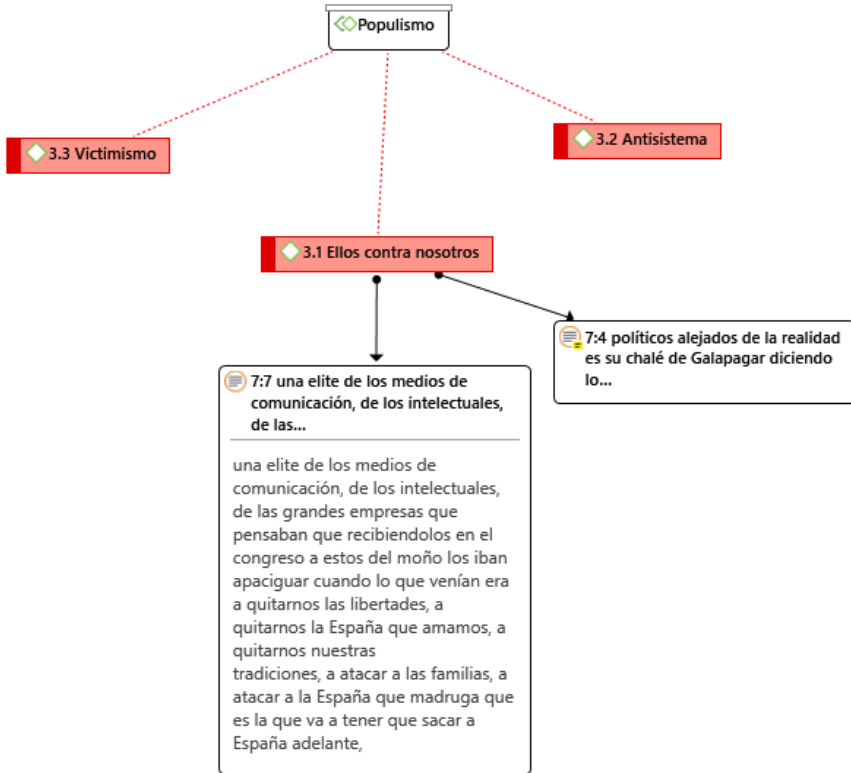 Populismo
3.3 Victimismo
3.2 Antisistema
3.1 Ellos contra nosotros
7:4 políticos alejados de la realidad
es su chalé de Galapagar diciendo
lo...
7:7 una elite de los medios de
comunicación, de los intelectuales,
de las...
una elite de los medios de
comunicación, de los intelectuales,
de las grandes empresas que
pensaban que recibiendolos en el
congreso a estos del moño los iban
apaciguar cuando lo que venían era
a quitarnos las libertades, a
quitarnos la España que amamos, a
quitarnos nuestras
tradiciones, a atacar a las familias, a
atacar a la España que madruga que
es la que va a tener que sacar a
España adelante,